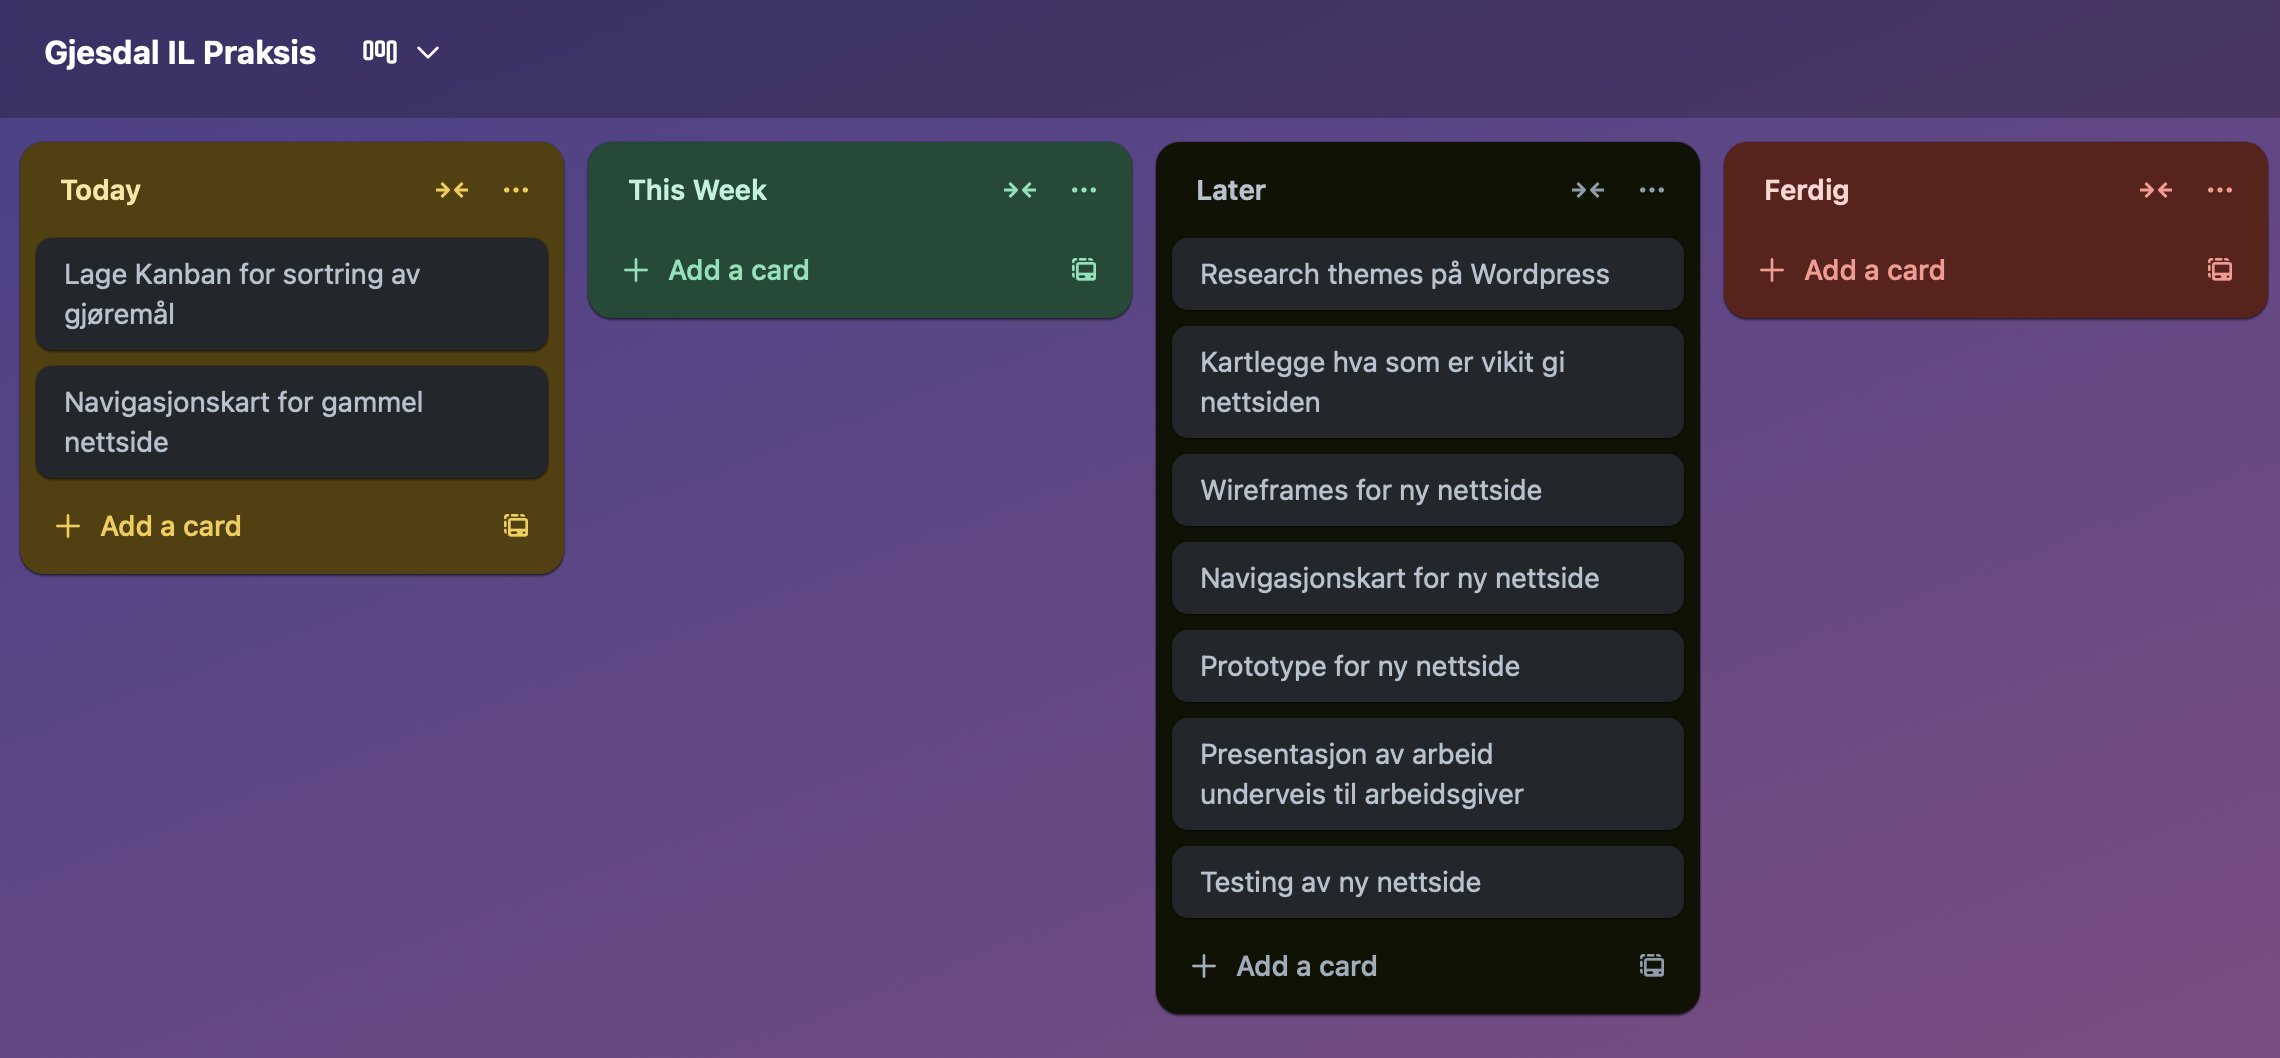 Gjesdal IL Praksis
Today
Lage Kanban for sortring av
gjøremål
Navigasjonskart for gammel
nettside
Add a card
This Week
Add a card
Later
Research themes på Wordpress
Kartlegge hva som er vikit gi
nettsiden
Wireframes for ny nettside
Navigasjonskart for ny nettside
Prototype for ny nettside
Presentasjon av arbeid
underveis til arbeidsgiver
Testing av ny nettside
Add a card
Ferdig
Add a card